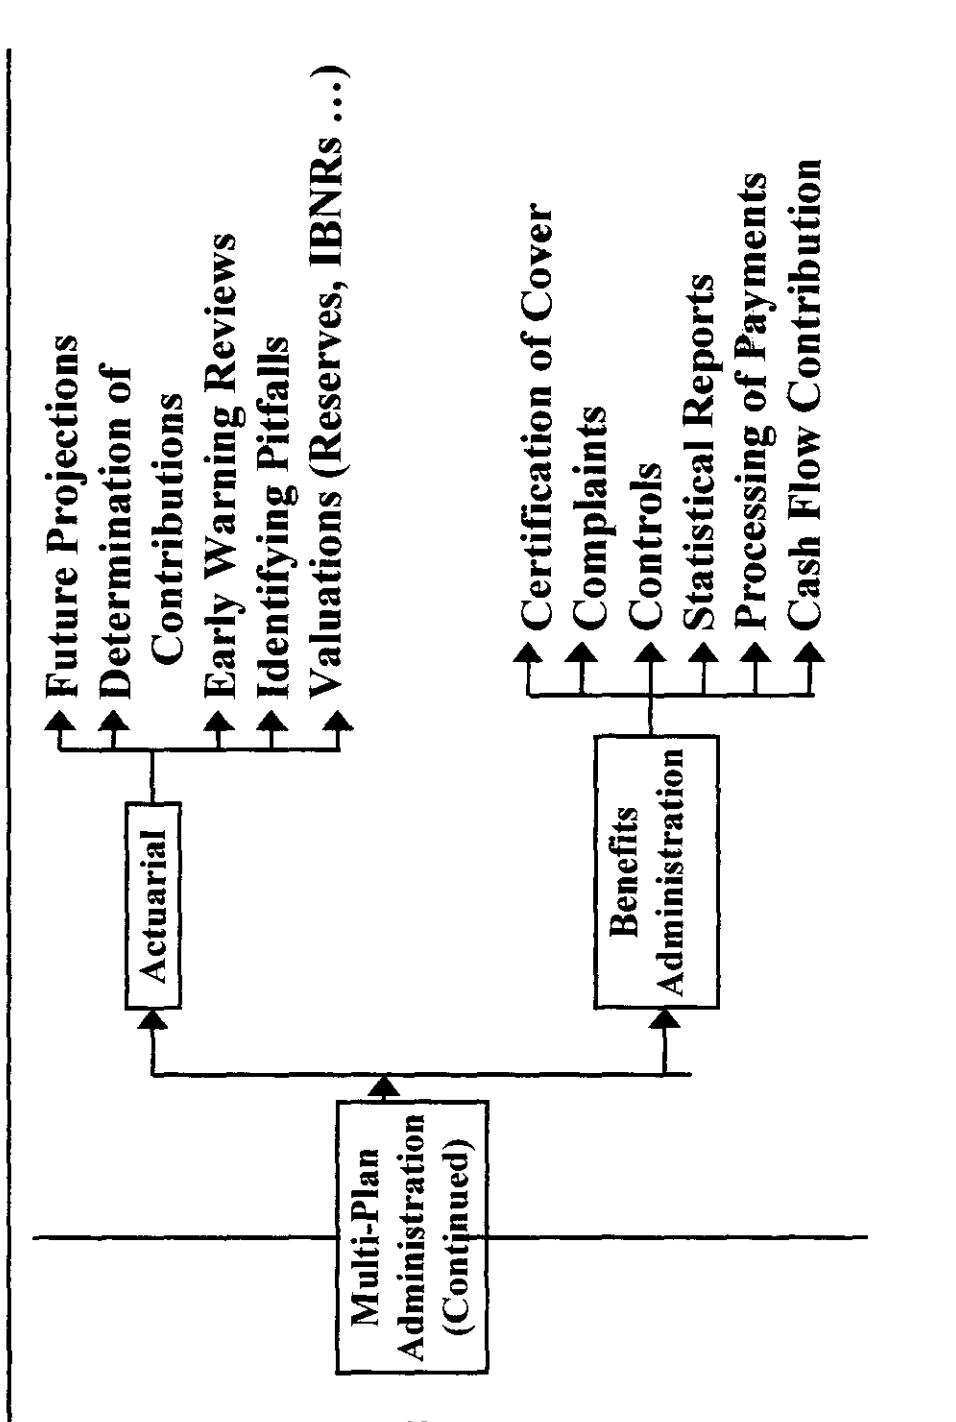 Multi-Plan
Administration
(Continued)
Actuarial
Future Projections
Determination of
Contributions
Early Warning Reviews
Identifying Pitfalls
Valuations (Reserves, IBNRs ...)
Benefits
Administration
Certification of Cover
Complaints
Controls
Statistical Reports
Processing of Payments
Cash Flow Contribution